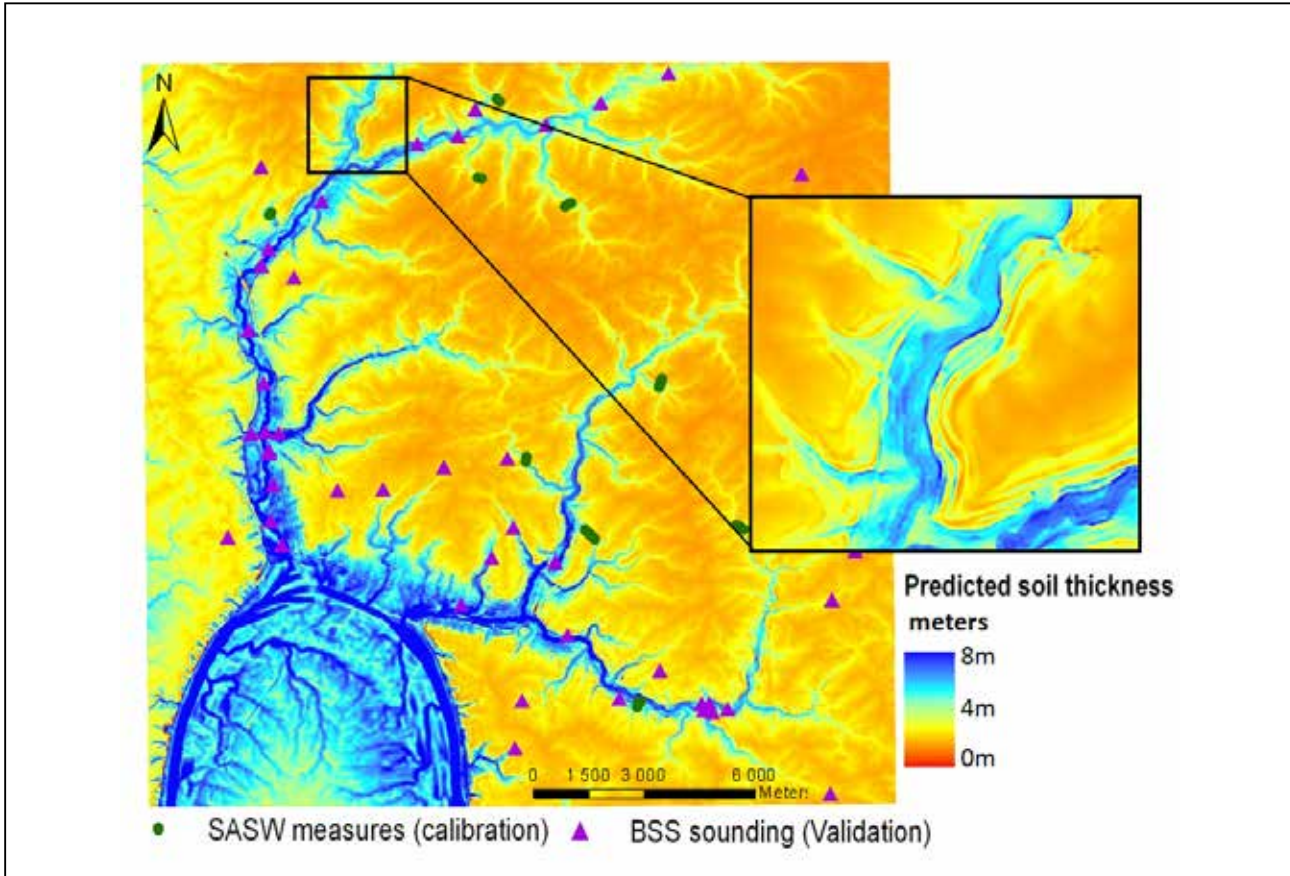 N
Predicted soil thickness
meters
8m
4m
0m
0 1 500 3 000 6 000
Meter:
SASW measures (calibration) BSS sounding (Validation)